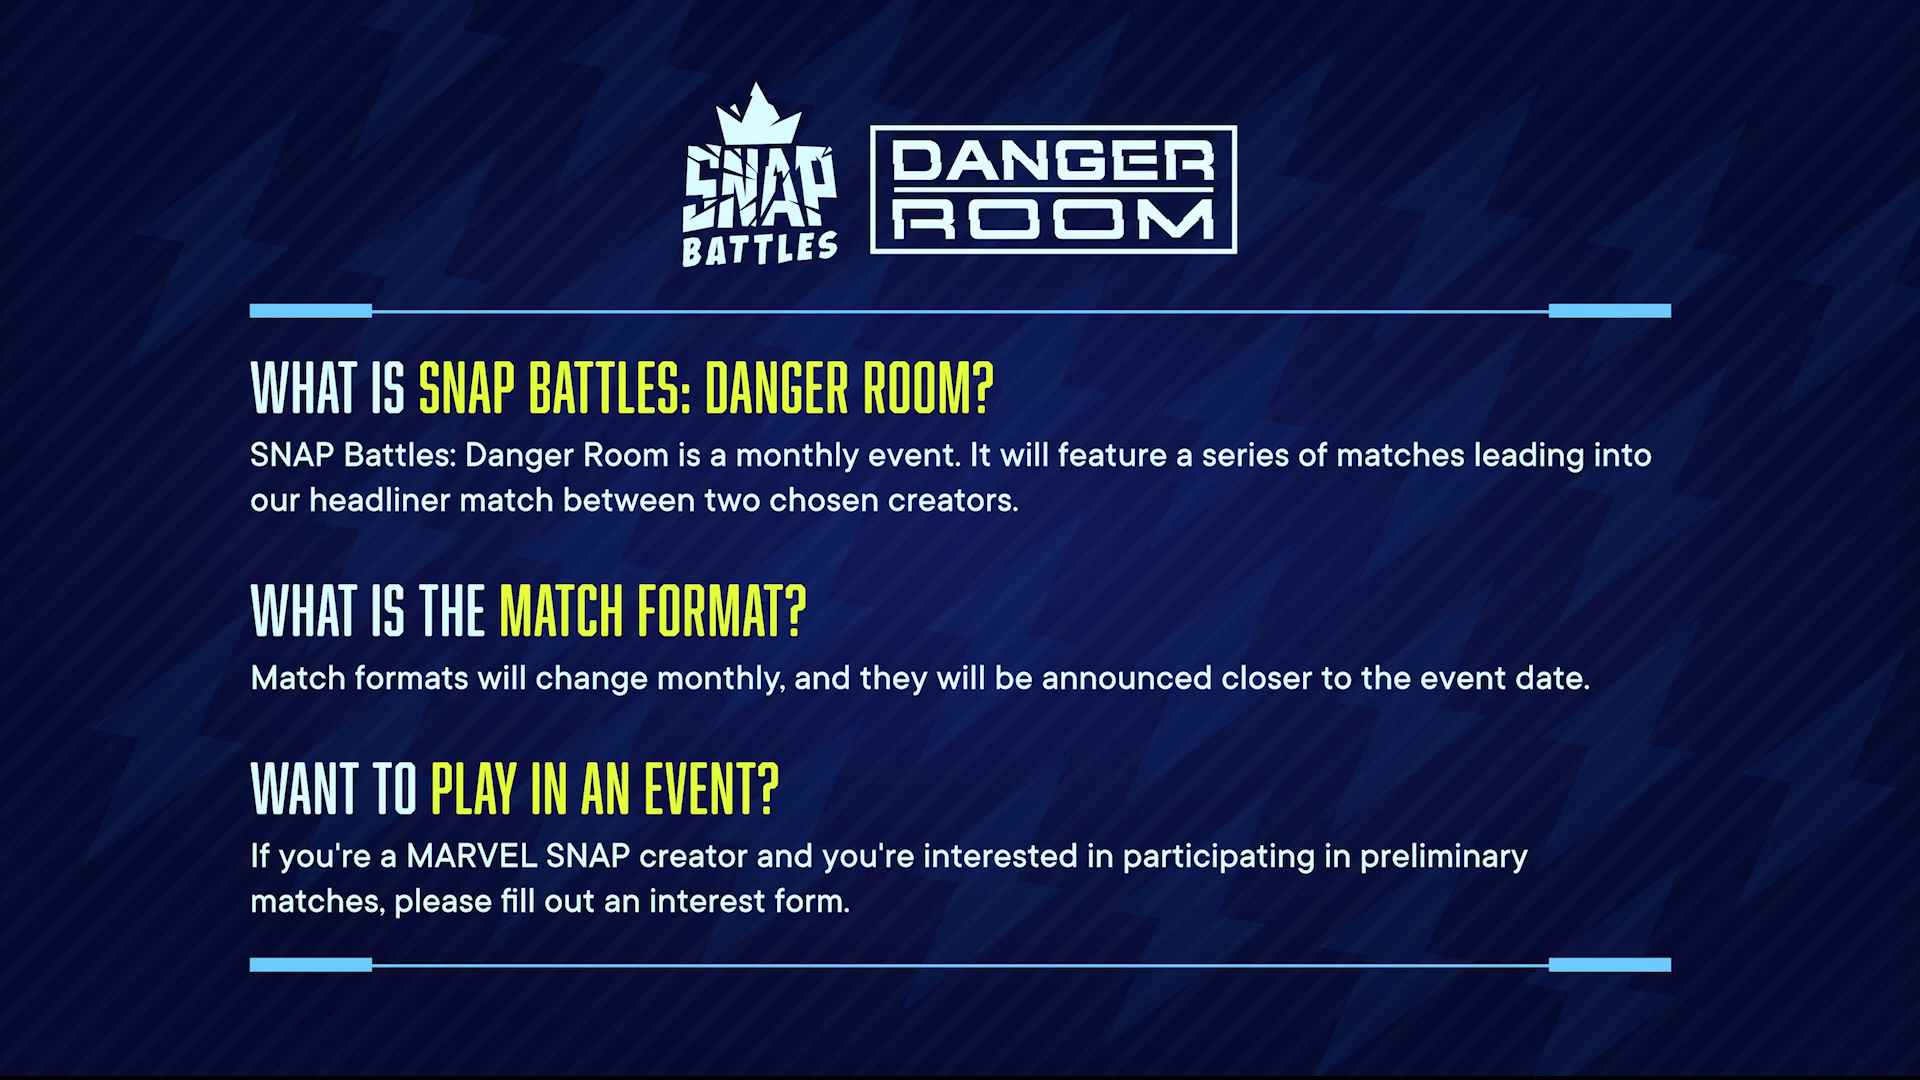 SNAP
BATTLES
DANGER
ROOM
WHAT IS SNAP BATTLES: DANGER ROOM?
SNAP Battles: Danger Room is a monthly event. It will feature a series of matches leading into
our headliner match between two chosen creators.
WHAT IS THE MATCH FORMAT?
Match formats will change monthly, and they will be announced closer to the event date.
WANT TO PLAY IN AN EVENT?
If you're a MARVEL SNAP creator and you're interested in participating in preliminary
matches, please fill out an interest form.